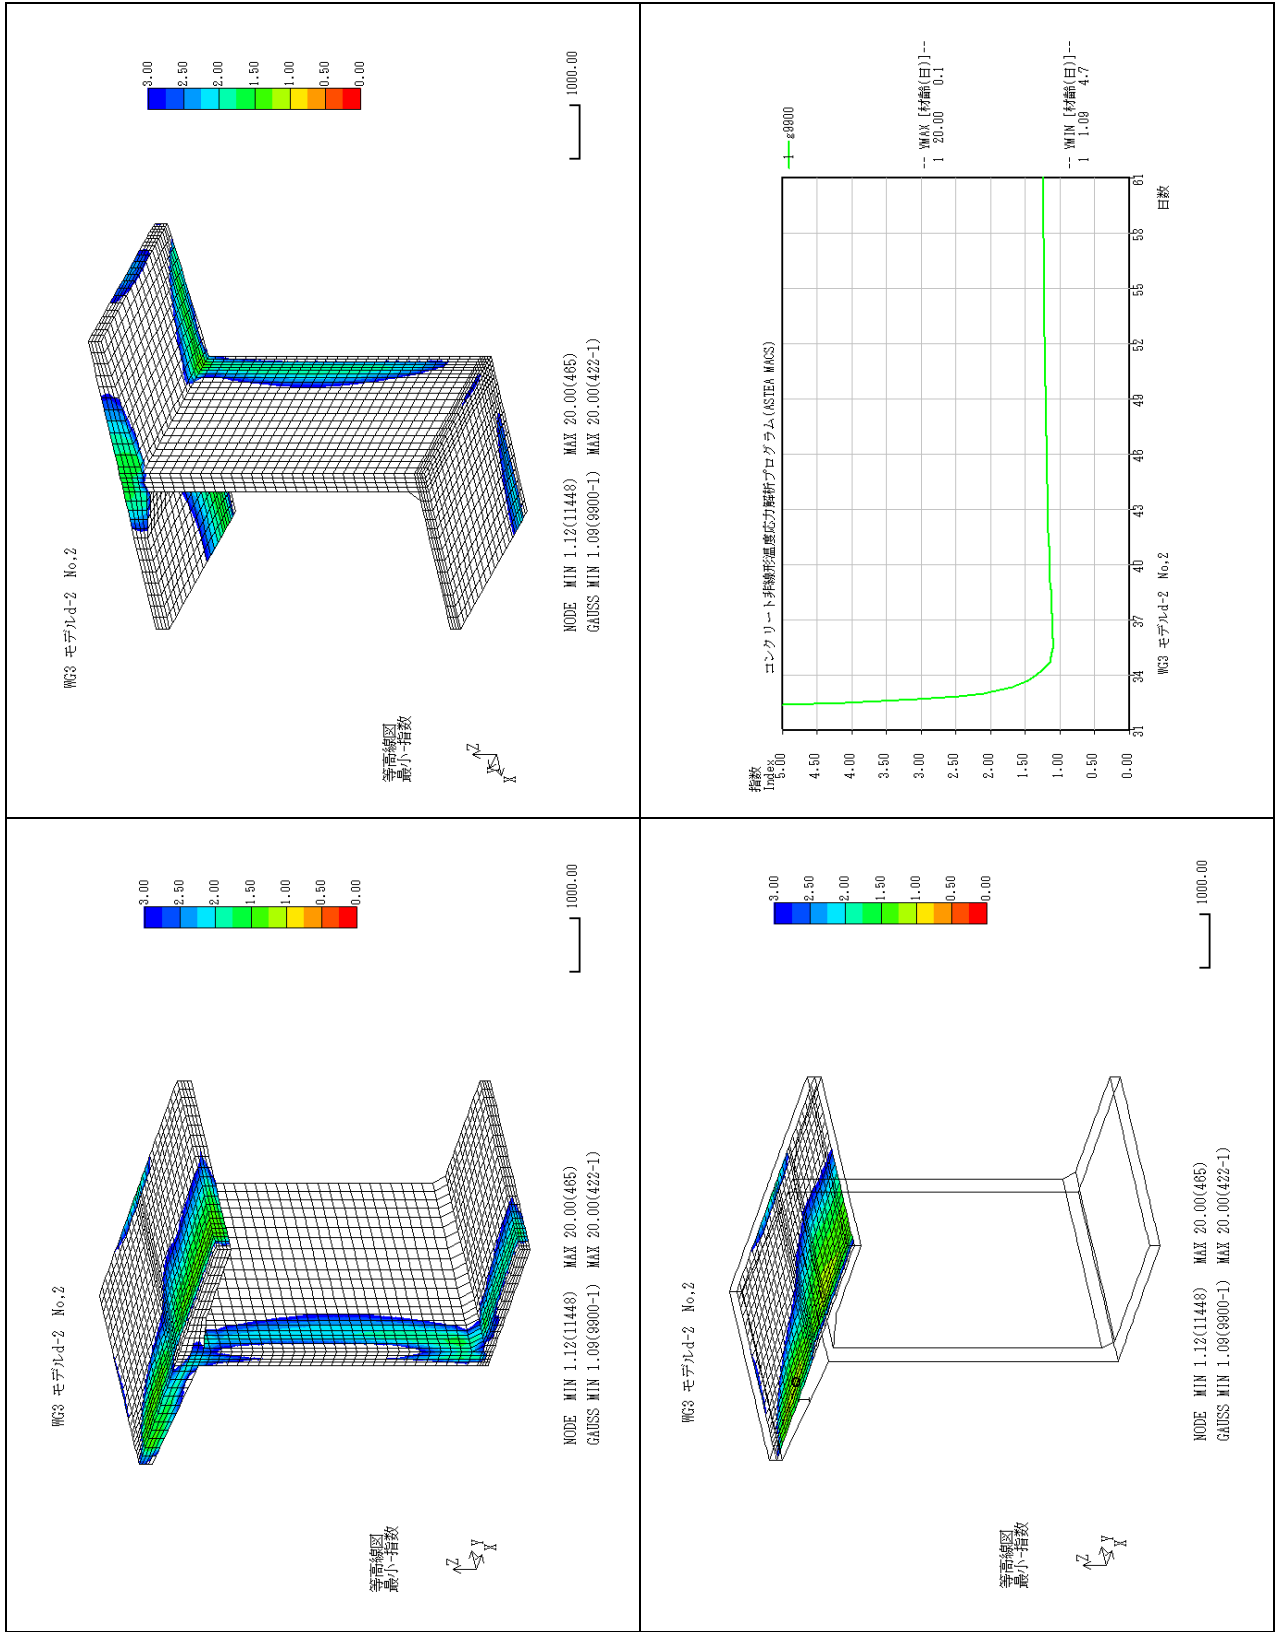 WG3 モデルd-2 No,2
3.00
2.50
2.00
1.50
1.00
0.50
0.00
等高線図
最小-指数
Z
Y
X
1000.00
NODE MIN 1.12(11448) MAX 20.00(465)
GAUSS MIN 1.09(9900-1) MAX 20.00(422-1)
WG3 モデルd-2 No,2
3.00
2.50
2.00
1.50
1.00
0.50
0.00
等高線図
最小-指数
Z
Y
X
1000.00
NODE MIN 1.12(11448) MAX 20.00(465)
GAUSS MIN 1.09(9900-1) MAX 20.00(422-1)
WG3 モデルd-2 No,2
3.00
2.50
2.00
1.50
1.00
0.50
0.00
等高線図
最小-指数
Z
Y
X
1000.00
NODE MIN 1.12(11448) MAX 20.00(465)
GAUSS MIN 1.09(9900-1) MAX 20.00(422-1)
コンクリート非線形温度応力解析プログラム(ASTEA MACS)
指数
Index
5.00
4.50
4.00
3.50
3.00
2.50
2.00
1.50
1.00
0.50
0.00
1 g9900
-- YMAX [材齢(日)]--
1 20.00 0.1
-- YMIN [材齢(日)]--
1 1.09 4.7
31 34 37 40 43 46 49 52 55 58 61
日数
WG3 モデルd-2 No,2